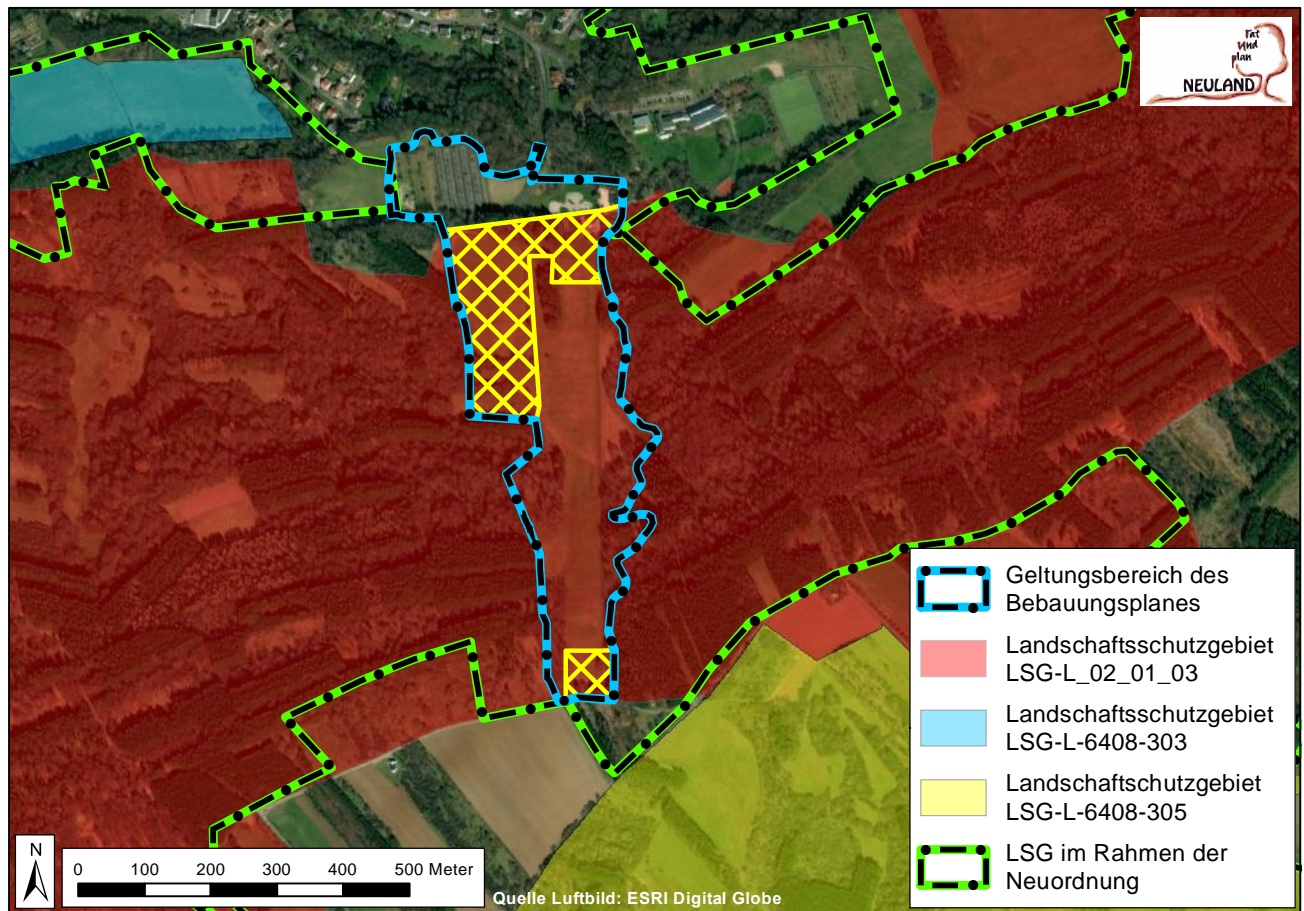 rat
und
plan
NEULAND
Geltungsbereich des
Bebauungsplanes
Landschaftsschutzgebiet
LSG-L_02_01_03
Landschaftsschutzgebiet
LSG-L-6408-303
Landschaftschutzgebiet
LSG-L-6408-305
LSG im Rahmen der
Neuordnung
N
0 100 200 300 400 500 Meter
Quelle Luftbild: ESRI Digital Globe